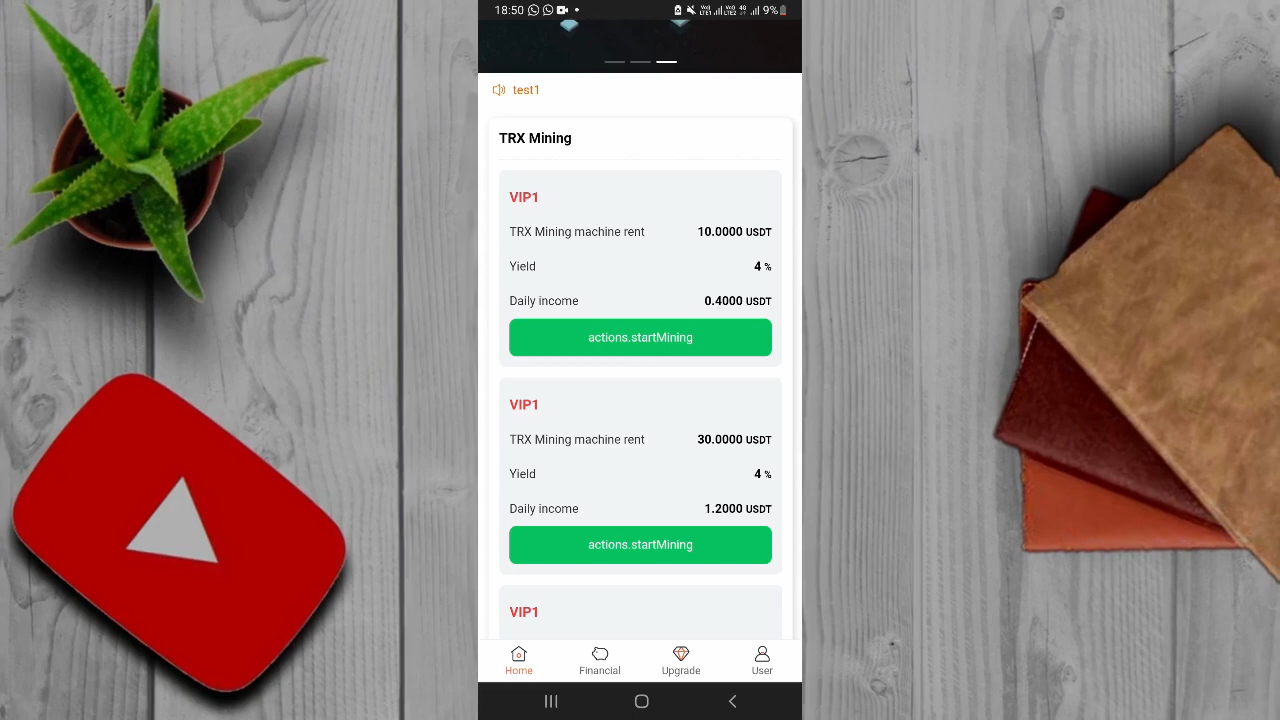 18:50 9%
test1
TRX Mining
VIP1
TRX Mining machine rent 10.0000 USDT
Yield 4 %
Daily income 0.4000 USDT
actions.startMining
VIP1
TRX Mining machine rent 30.0000 USDT
Yield 4 %
Daily income 1.2000 USDT
actions.startMining
VIP1
Home Financial Upgrade User